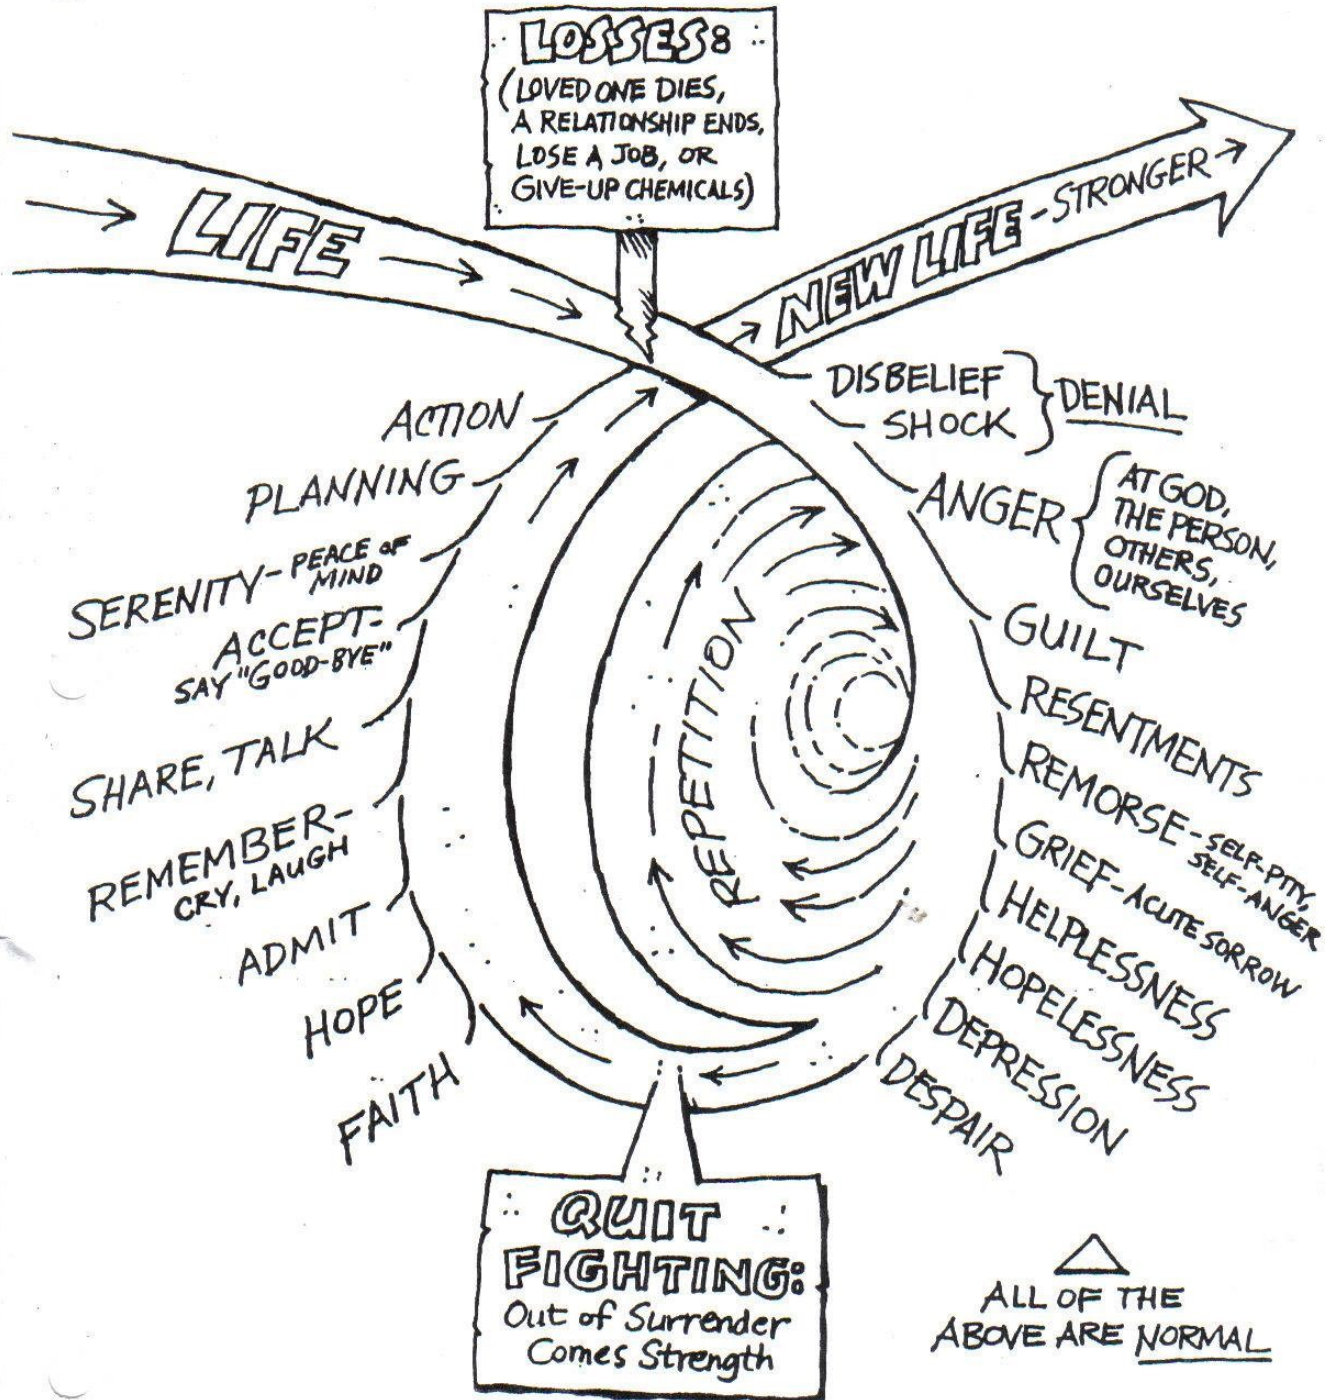 LOSSES:
(LOVED ONE DIES,
A RELATIONSHIP ENDS,
LOSE A JOB, OR
GIVE-UP CHEMICALS)
LIFE
NEW LIFE - STRONGER
DISBELIEF
SHOCK
DENIAL
ANGER
AT GOD,
THE PERSON,
OTHERS,
OURSELVES
GUILT
RESENTMENTS
REMORSE - SELF-PITY,
SELF-ANGER
GRIEF - ACUTE SORROW
HELPLESSNESS
HOPELESSNESS
DEPRESSION
DESPAIR
REPETITION
ACTION
PLANNING
SERENITY - PEACE OF
MIND
ACCEPT-
SAY "GOOD-BYE"
SHARE, TALK
REMEMBER-
CRY, LAUGH
ADMIT
HOPE
FAITH
QUIT
FIGHTING:
Out of Surrender
Comes Strength
ALL OF THE
ABOVE ARE NORMAL